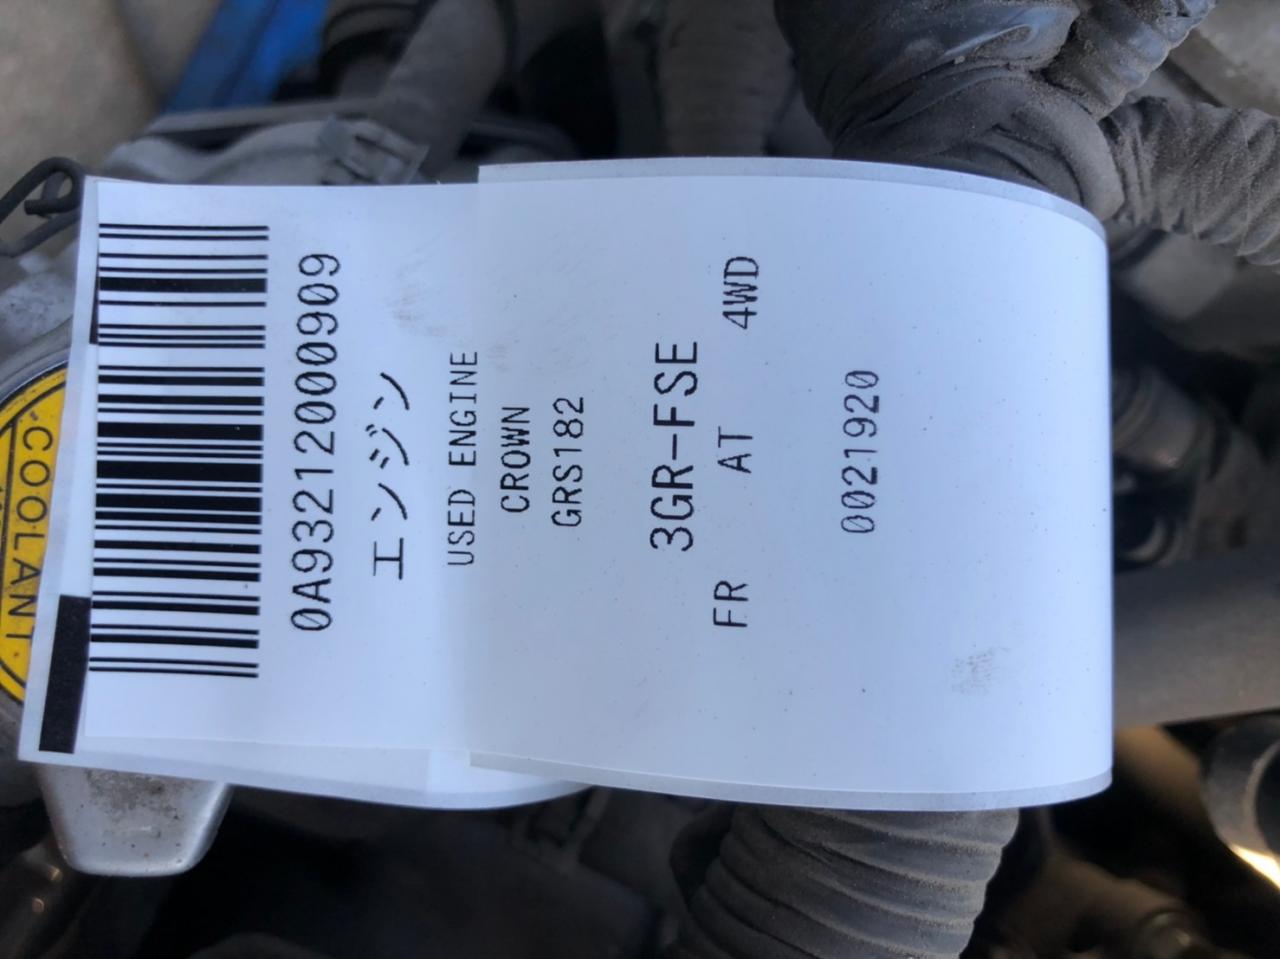 0A93212000909
エンジン
USED ENGINE
CROWN
GRS182
3GR-FSE
FR AT 4WD
0021920
COOLANT